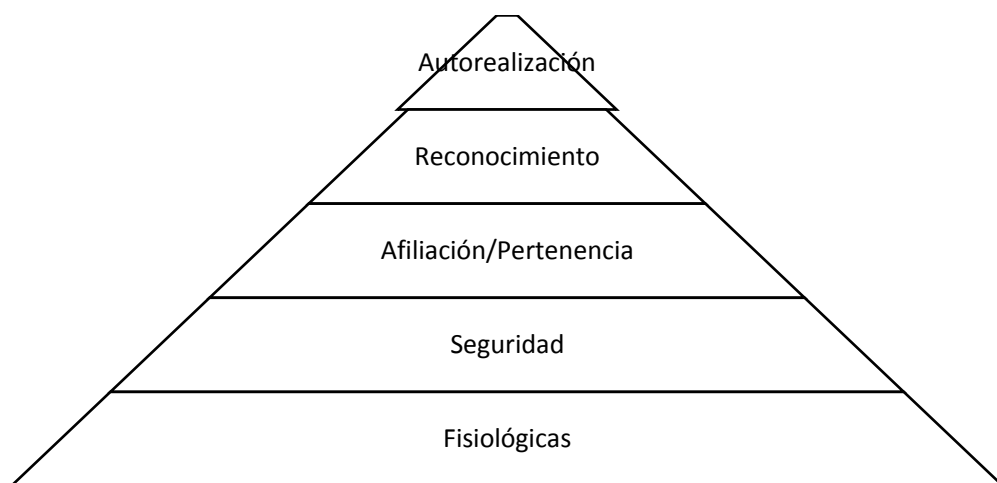 Autorealización
Reconocimiento
Afiliación/Pertenencia
Seguridad
Fisiológicas